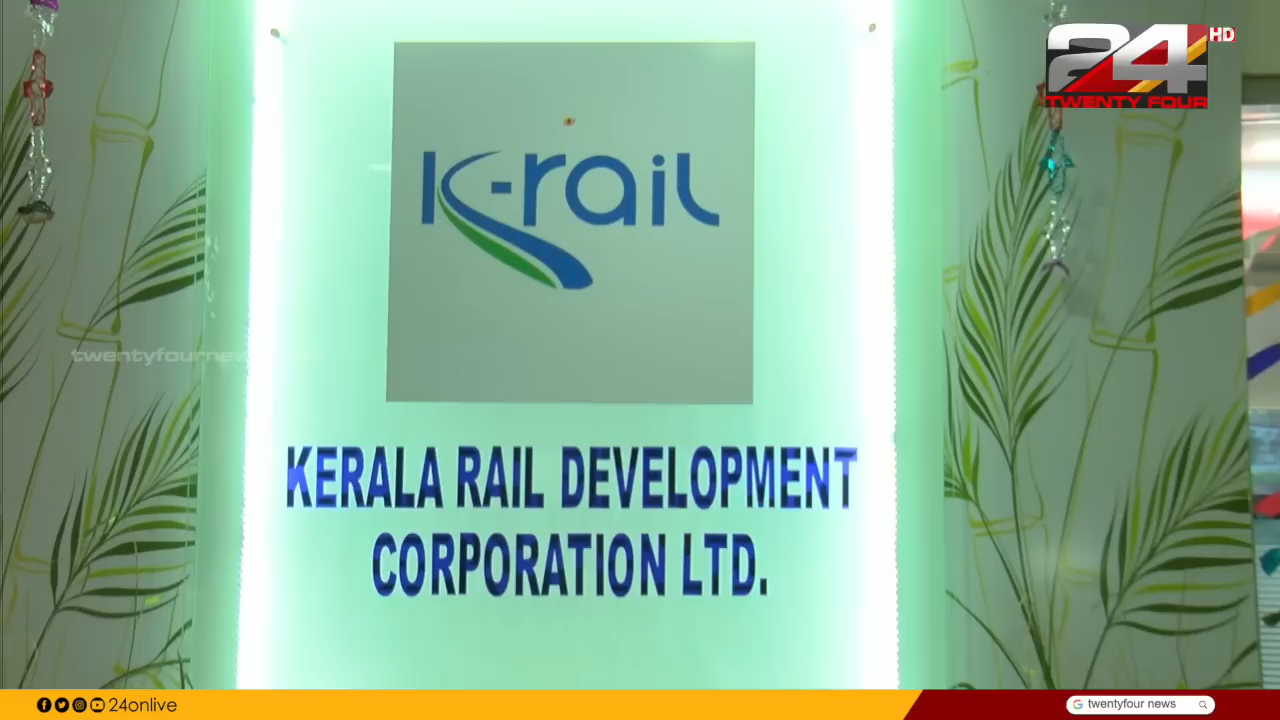 24 HD
TWENTY FOUR
k-rail
KERALA RAIL DEVELOPMENT
CORPORATION LTD.
24onlive
twentyfour news